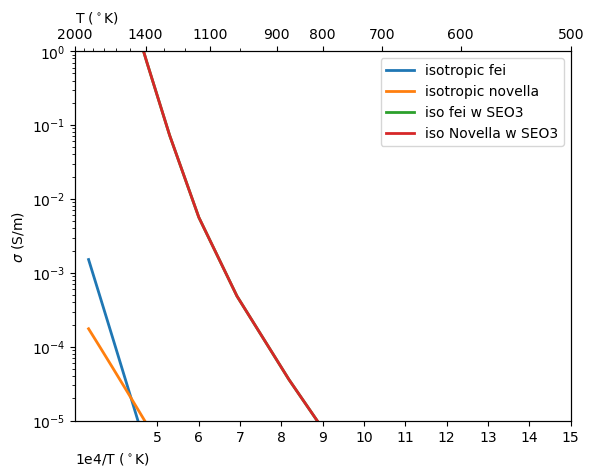 T (°K)
2000 1400 1100 900 800 700 600 500
10⁰
10⁻¹
10⁻²
10⁻³
10⁻⁴
10⁻⁵
σ (S/m)
isotropic fei
isotropic novella
iso fei w SEO3
iso Novella w SEO3
5 6 7 8 9 10 11 12 13 14 15
1e4/T (°K)